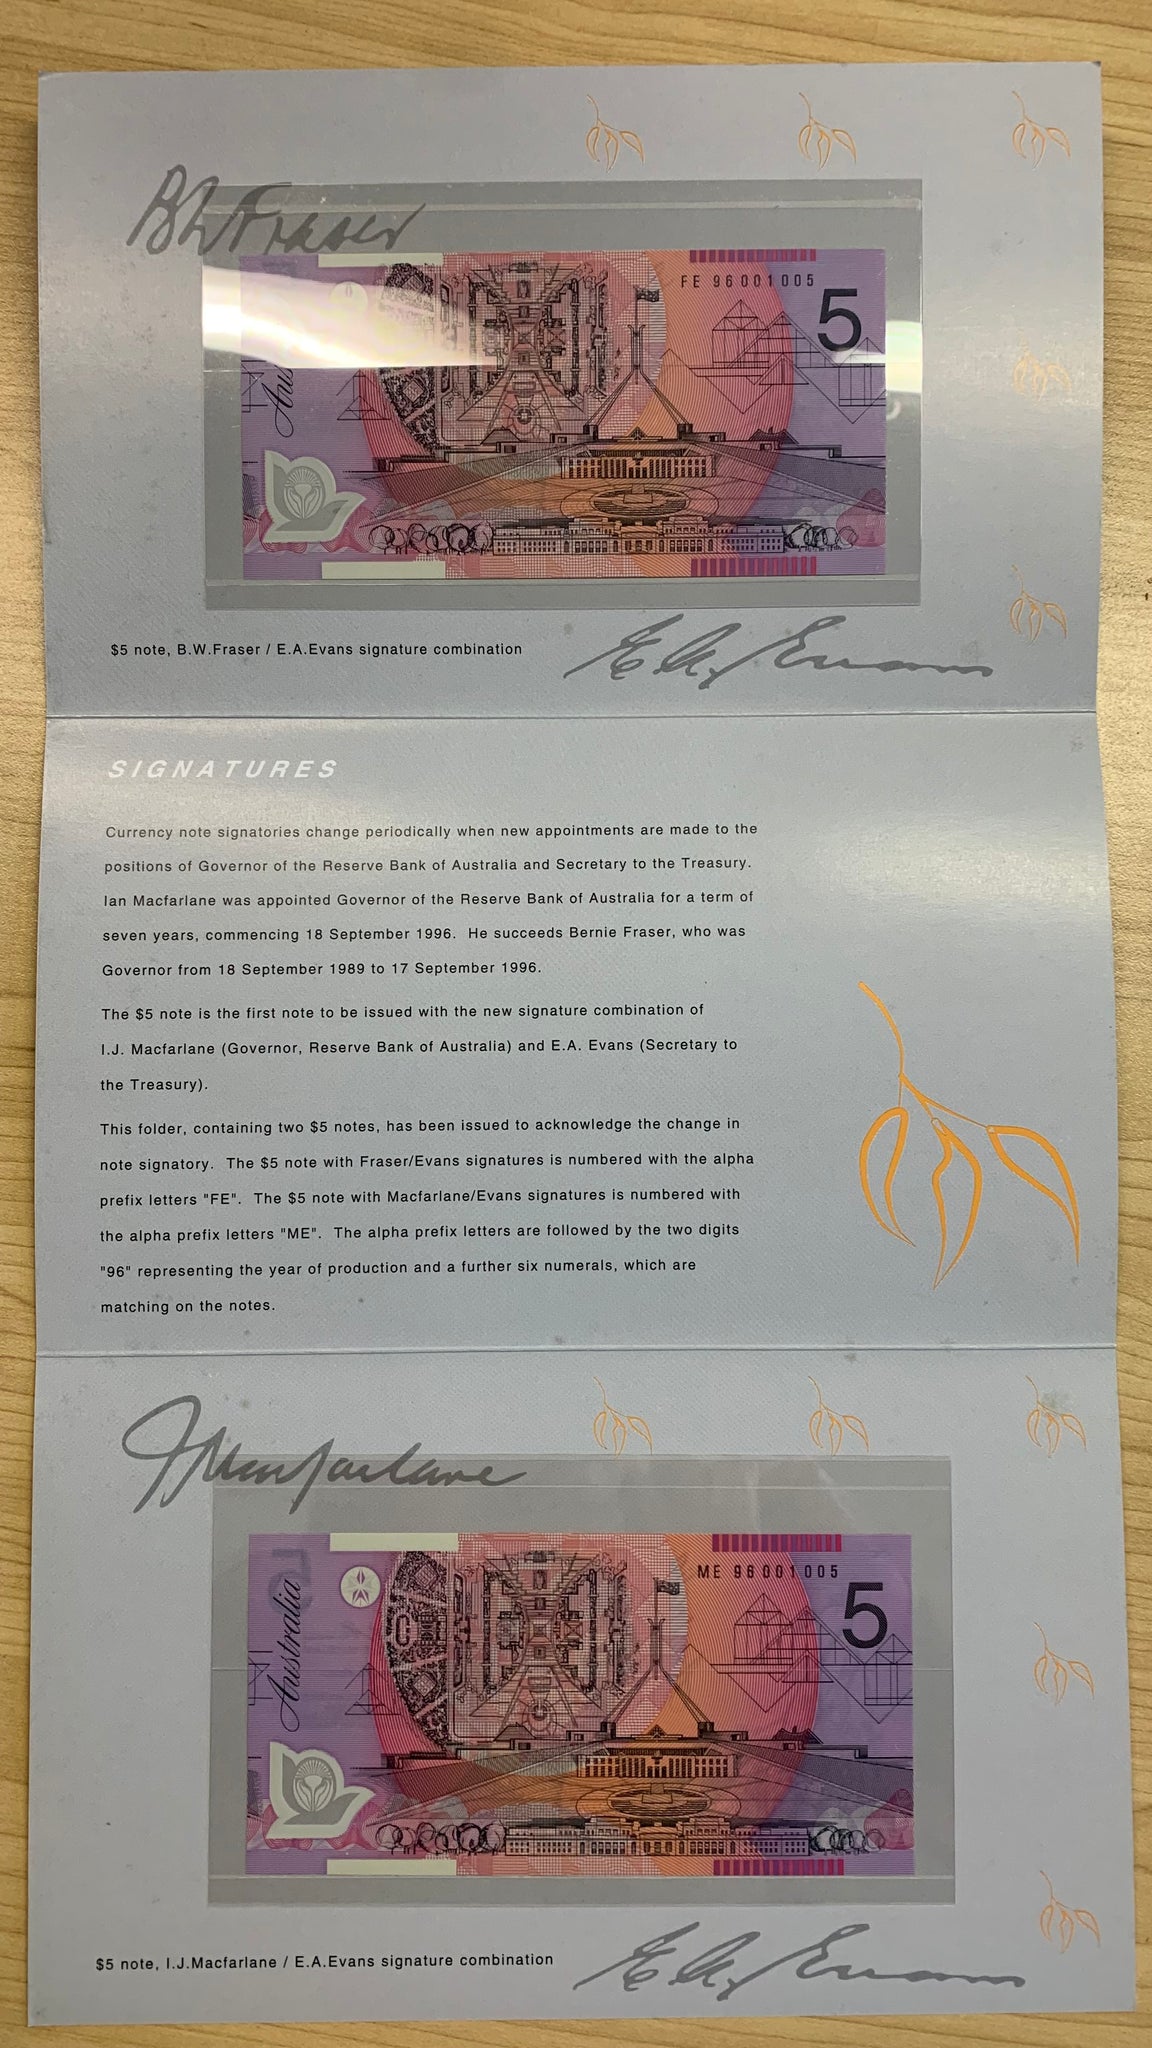 B W Fraser
FE 96 001 005
5
Aus
$5 note, B.W.Fraser / E.A.Evans signature combination
E. A. Evans
SIGNATURES
Currency note signatories change periodically when new appointments are made to the
positions of Governor of the Reserve Bank of Australia and Secretary to the Treasury.
Ian Macfarlane was appointed Governor of the Reserve Bank of Australia for a term of
seven years, commencing 18 September 1996. He succeeds Bernie Fraser, who was
Governor from 18 September 1989 to 17 September 1996.
The $5 note is the first note to be issued with the new signature combination of
I.J. Macfarlane (Governor, Reserve Bank of Australia) and E.A. Evans (Secretary to
the Treasury).
This folder, containing two $5 notes, has been issued to acknowledge the change in
note signatory. The $5 note with Fraser/Evans signatures is numbered with the alpha
prefix letters "FE". The $5 note with Macfarlane/Evans signatures is numbered with
the alpha prefix letters "ME". The alpha prefix letters are followed by the two digits
"96" representing the year of production and a further six numerals, which are
matching on the notes.
I J Macfarlane
ME 96 001 005
5
Australia
$5 note, I.J.Macfarlane / E.A.Evans signature combination
E. A. Evans